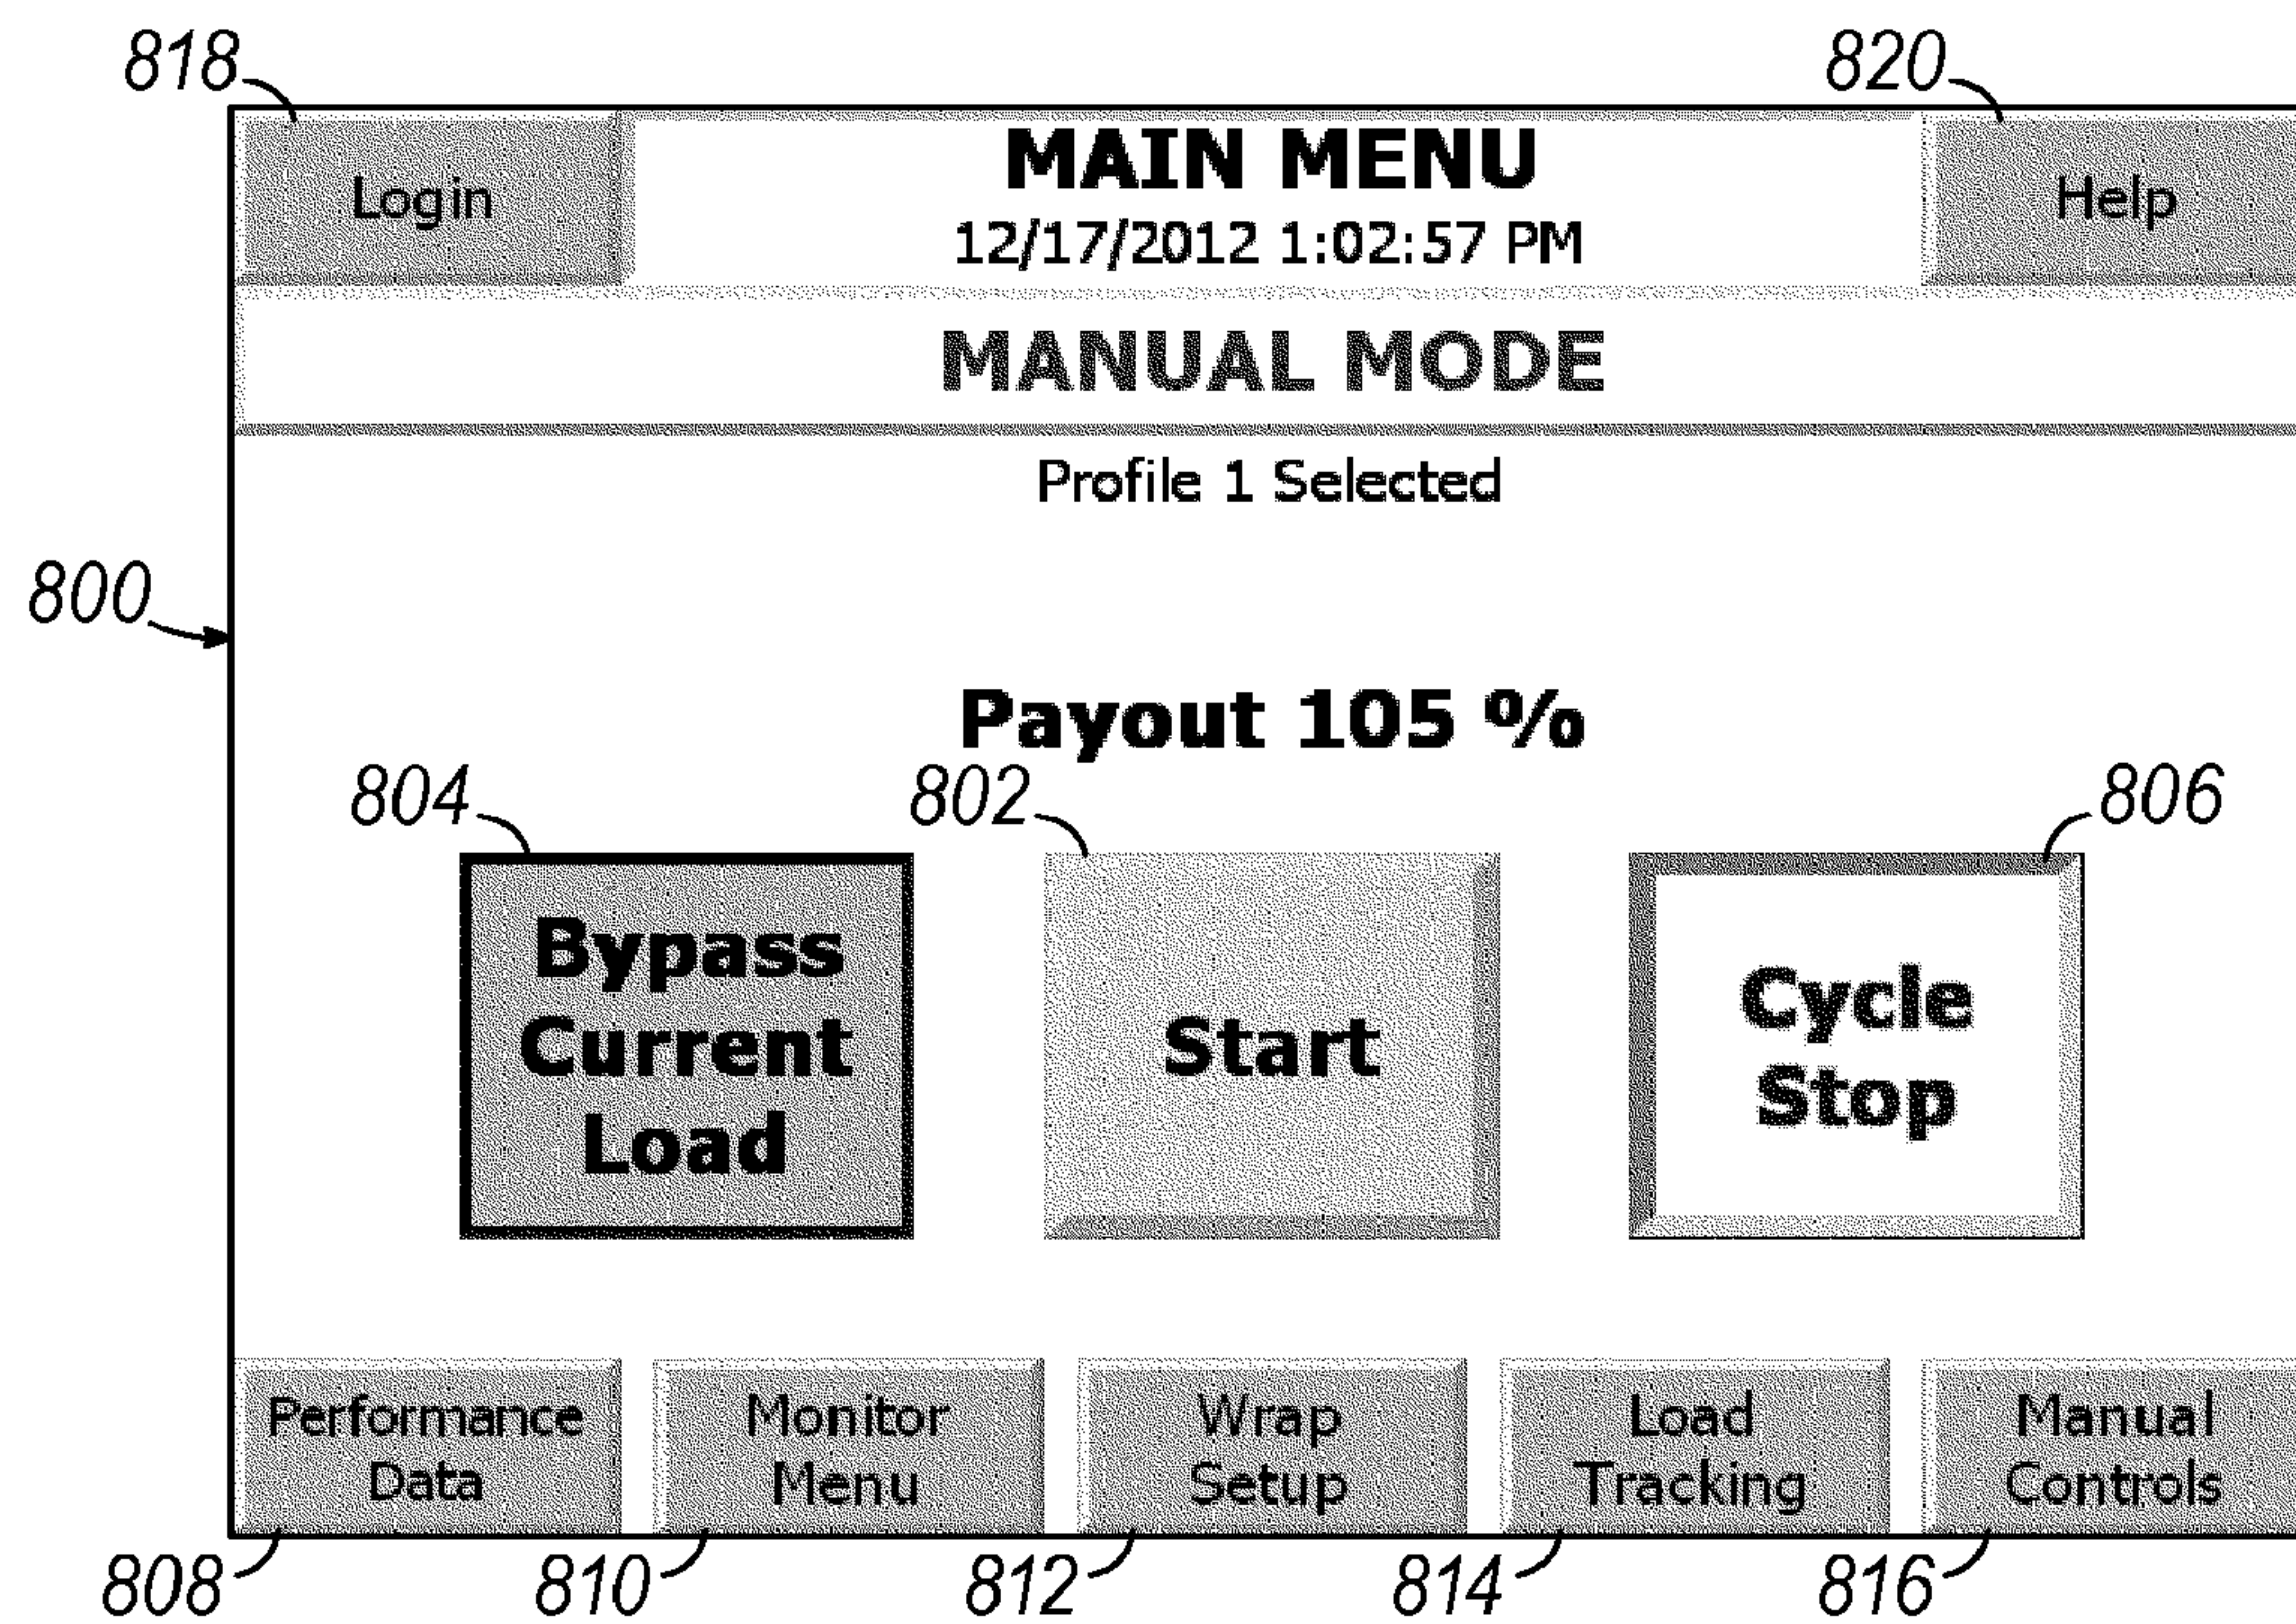 818
820
Login
MAIN MENU
Help
12/17/2012 1:02:57 PM
MANUAL MODE
Profile 1 Selected
800
Payout 105 %
804
802
806
Bypass
Current
Load
Start
Cycle
Stop
Performance
Data
Monitor
Menu
Wrap
Setup
Load
Tracking
Manual
Controls
808
810
812
814
816